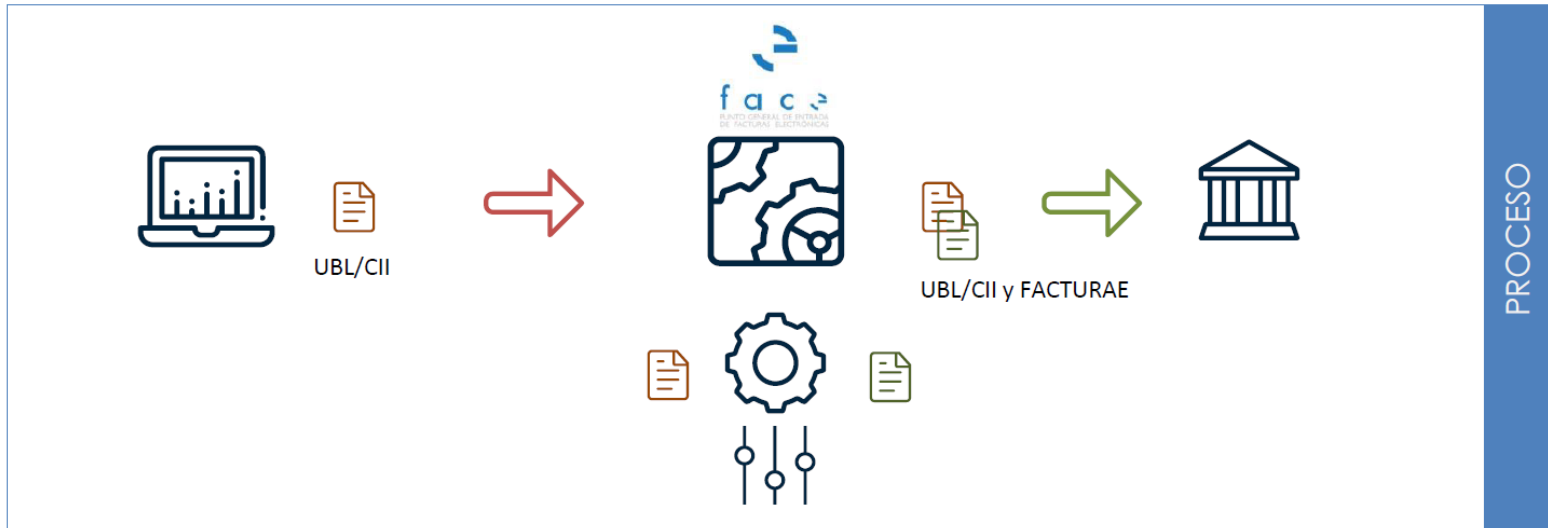 face
PUNTO GENERAL DE ENTRADA
DE FACTURAS ELECTRÓNICAS
UBL/CII
UBL/CII y FACTURAE
PROCESO